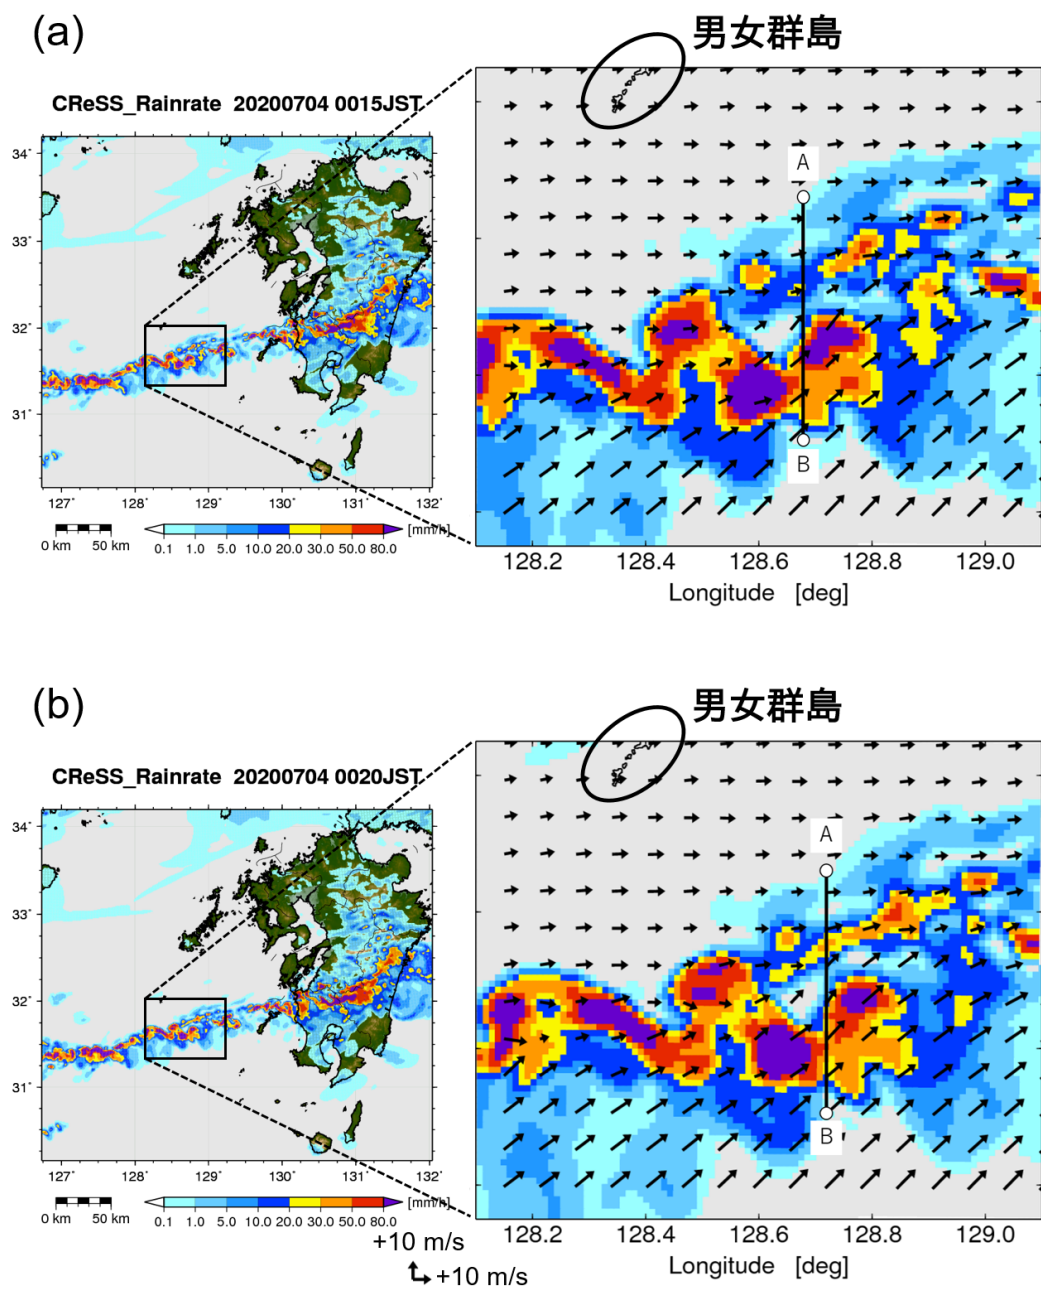 (a)
男女群島
CReSS_Rainrate 20200704 0015JST
34°
33°
32°
31°
127° 128° 129° 130° 131° 132°
0 km 50 km
0.1 1.0 5.0 10.0 20.0 30.0 50.0 80.0 [mm/h]
A
B
128.2 128.4 128.6 128.8 129.0
Longitude [deg]
(b)
男女群島
CReSS_Rainrate 20200704 0020JST
34°
33°
32°
31°
127° 128° 129° 130° 131° 132°
0 km 50 km
0.1 1.0 5.0 10.0 20.0 30.0 50.0 80.0 [mm/h]
A
B
128.2 128.4 128.6 128.8 129.0
Longitude [deg]
+10 m/s
+10 m/s